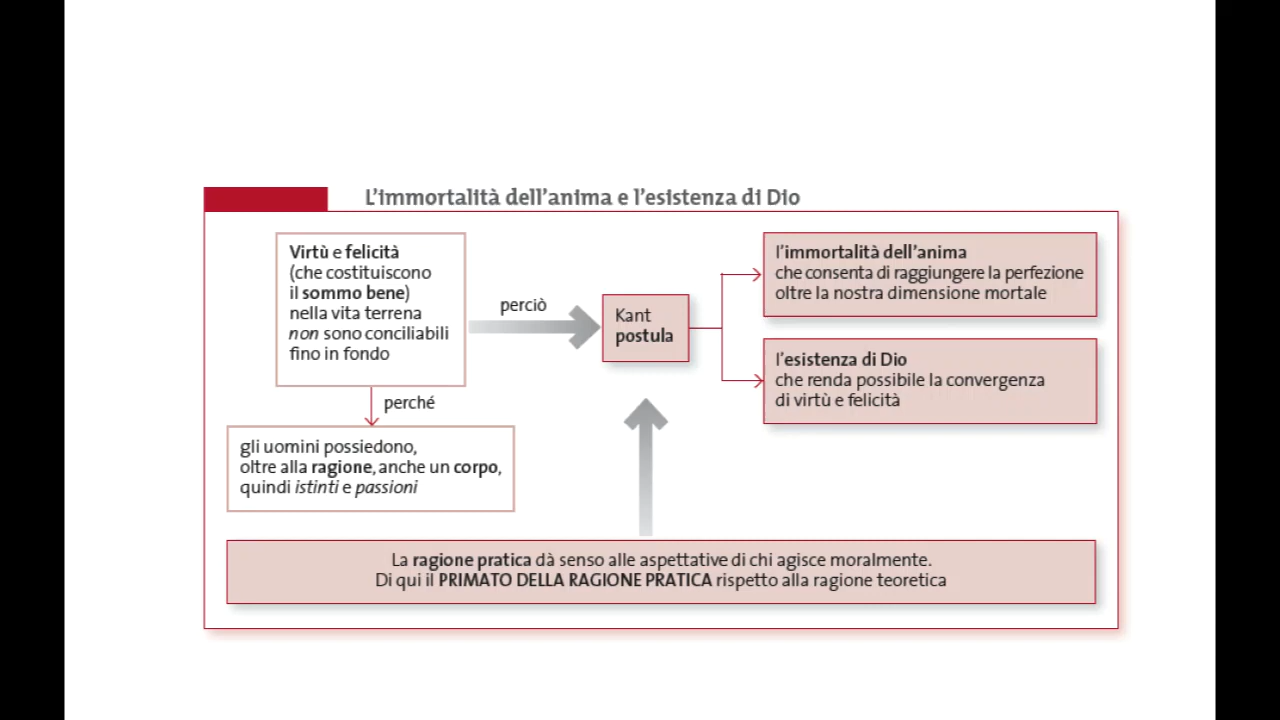 L'immortalità dell'anima e l'esistenza di Dio
Virtù e felicità
(che costituiscono
il sommo bene)
nella vita terrena
non sono conciliabili
fino in fondo
perché
gli uomini possiedono,
oltre alla ragione, anche un corpo,
quindi istinti e passioni
perciò
Kant
postula
l'immortalità dell'anima
che consenta di raggiungere la perfezione
oltre la nostra dimensione mortale
l'esistenza di Dio
che renda possibile la convergenza
di virtù e felicità
La ragione pratica dà senso alle aspettative di chi agisce moralmente.
Di qui il PRIMATO DELLA RAGIONE PRATICA rispetto alla ragione teoretica